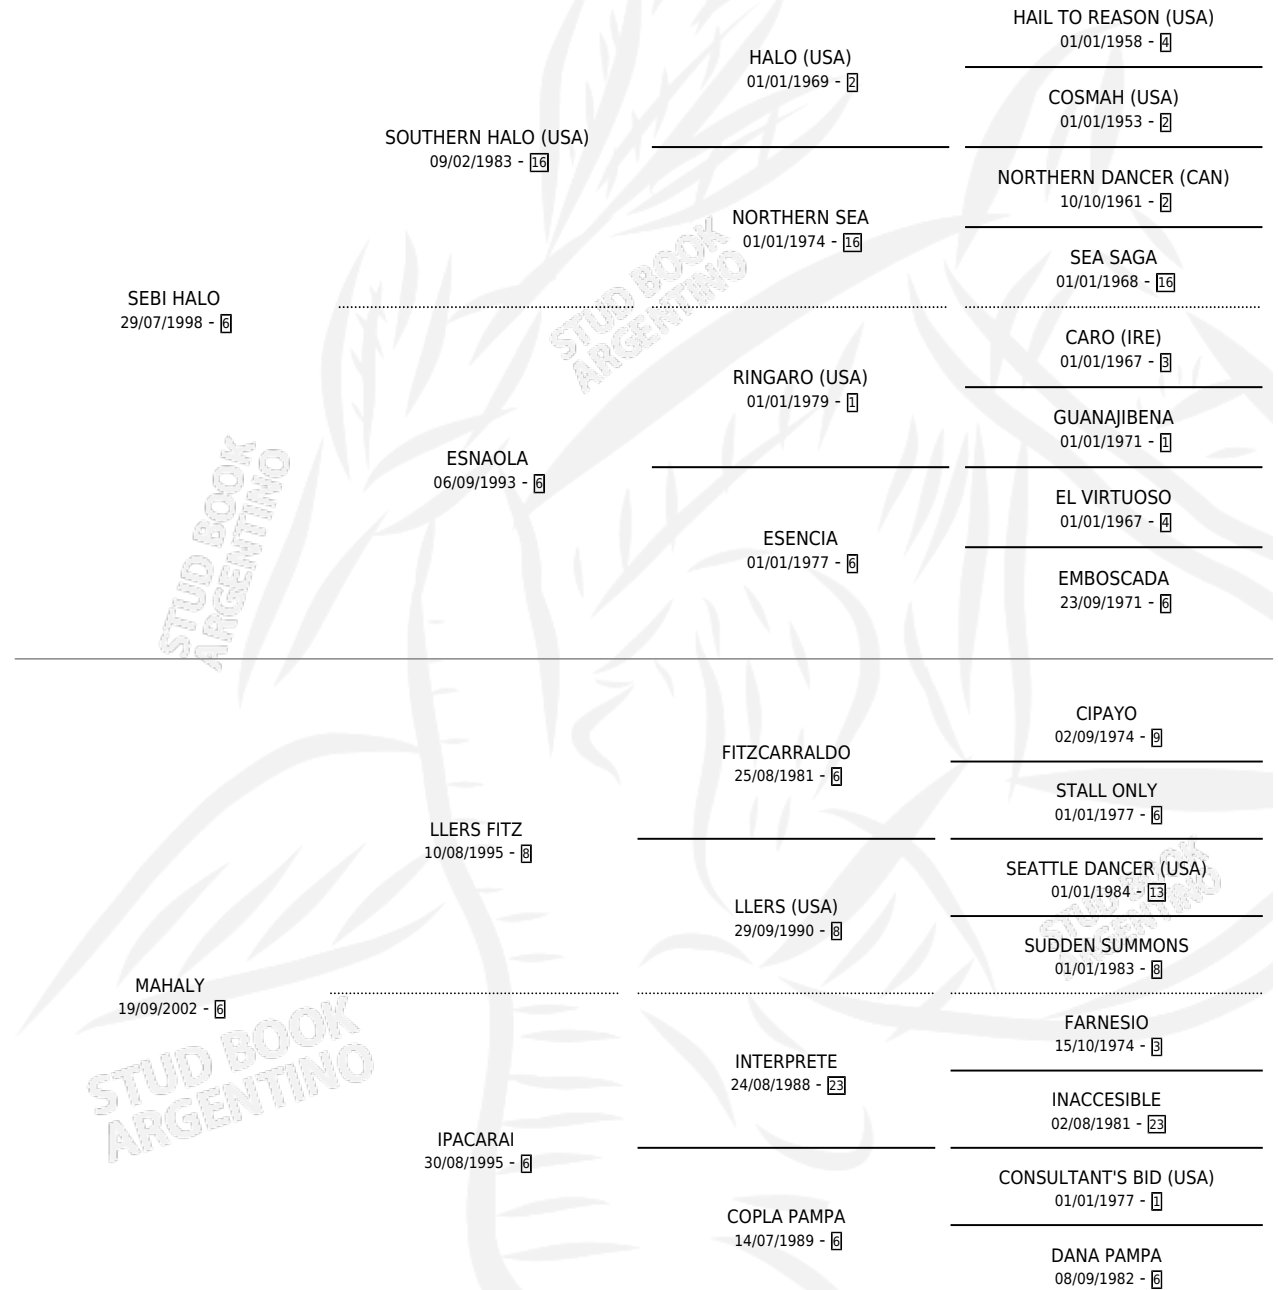 HAIL TO REASON (USA)
01/01/1958 - 4
HALO (USA)
01/01/1969 - 2
COSMAH (USA)
01/01/1953 - 2
SOUTHERN HALO (USA)
09/02/1983 - 16
NORTHERN DANCER (CAN)
10/10/1961 - 2
NORTHERN SEA
01/01/1974 - 16
SEA SAGA
01/01/1968 - 16
SEBI HALO
29/07/1998 - 6
CARO (IRE)
01/01/1967 - 3
RINGARO (USA)
01/01/1979 - 1
GUANAJIBENA
01/01/1971 - 1
ESNAOLA
06/09/1993 - 6
EL VIRTUOSO
01/01/1967 - 4
ESENCIA
01/01/1977 - 6
EMBOSCADA
23/09/1971 - 6
CIPAYO
02/09/1974 - 9
FITZCARRALDO
25/08/1981 - 6
STALL ONLY
01/01/1977 - 6
LLERS FITZ
10/08/1995 - 8
SEATTLE DANCER (USA)
01/01/1984 - 13
LLERS (USA)
29/09/1990 - 8
SUDDEN SUMMONS
01/01/1983 - 8
MAHALY
19/09/2002 - 6
FARNESIO
15/10/1974 - 3
INTERPRETE
24/08/1988 - 23
INACCESIBLE
02/08/1981 - 23
IPACARAI
30/08/1995 - 6
CONSULTANT'S BID (USA)
01/01/1977 - 1
COPLA PAMPA
14/07/1989 - 6
DANA PAMPA
08/09/1982 - 6
STUD BOOK
ARGENTINO
STUD BOOK
ARGENTINO
STUD BOOK
ARGENTINO
STUD BOOK
ARGENTINO